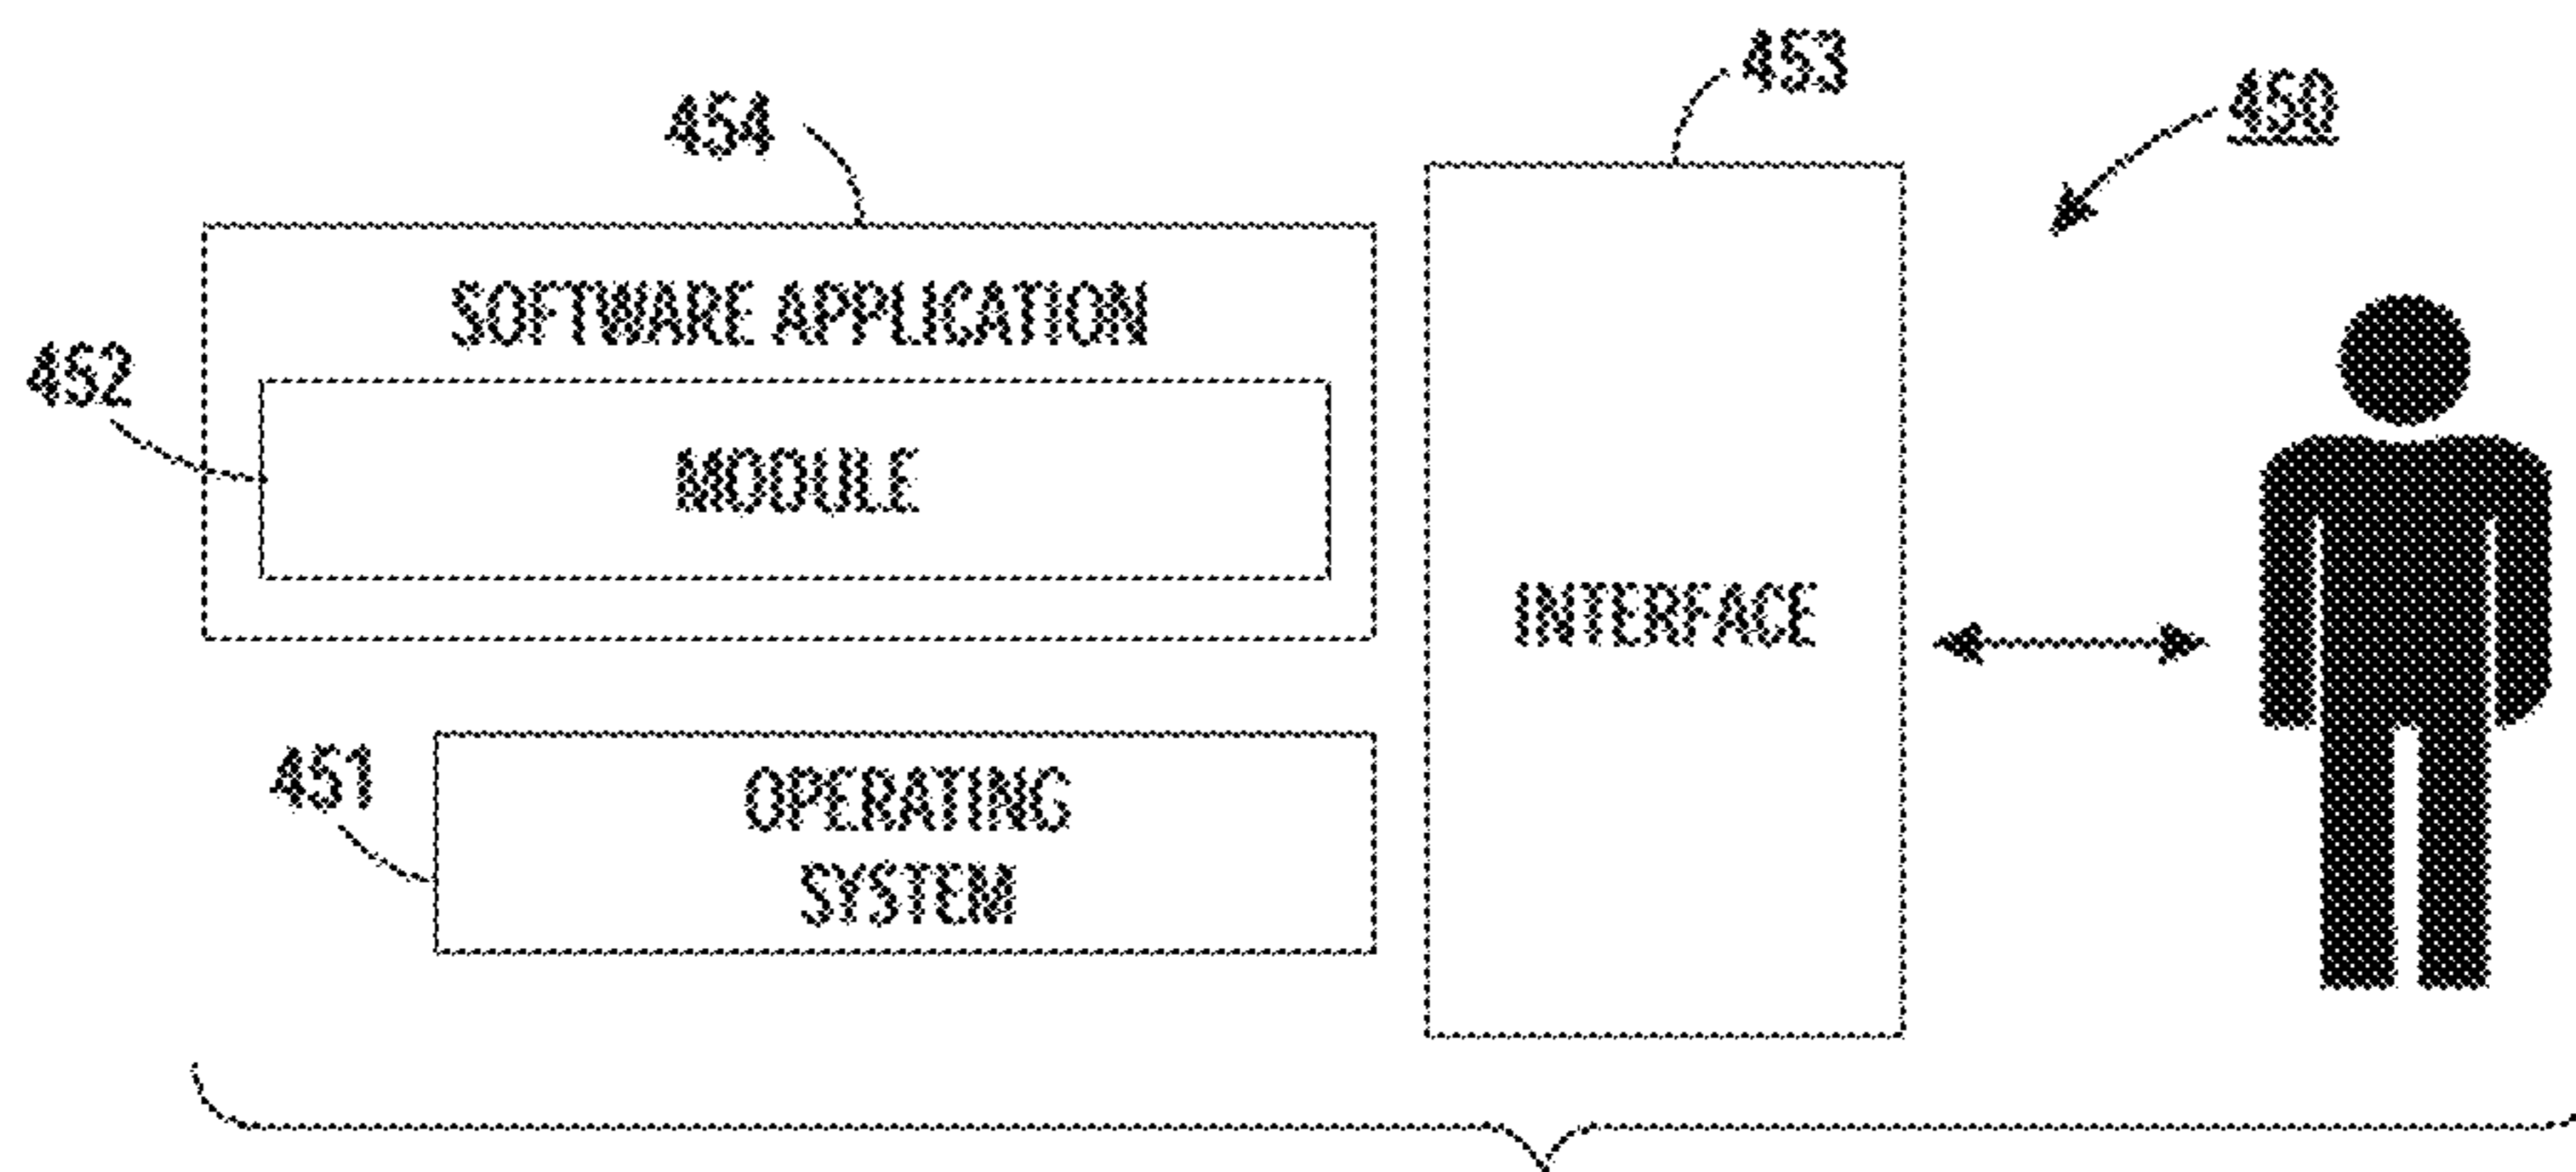 453
450
454
SOFTWARE APPLICATION
452
MODULE
INTERFACE
451
OPERATING
SYSTEM